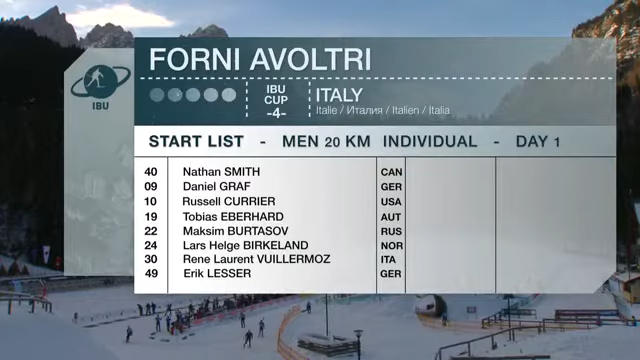 FORNI AVOLTRI
IBU
IBU CUP -4-
ITALY
Italie / Италия / Italien / Italia
START LIST - MEN 20 KM INDIVIDUAL - DAY 1
40 Nathan SMITH CAN
09 Daniel GRAF GER
10 Russell CURRIER USA
19 Tobias EBERHARD AUT
22 Maksim BURTASOV RUS
24 Lars Helge BIRKELAND NOR
30 Rene Laurent VUILLERMOZ ITA
49 Erik LESSER GER